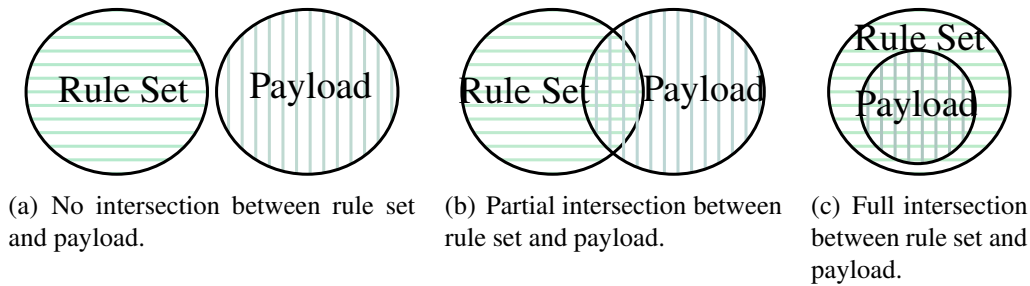 Rule Set
Payload
(a) No intersection between rule set
and payload.
Rule Set
Payload
(b) Partial intersection between
rule set and payload.
Rule Set
Payload
(c) Full intersection
between rule set and
payload.